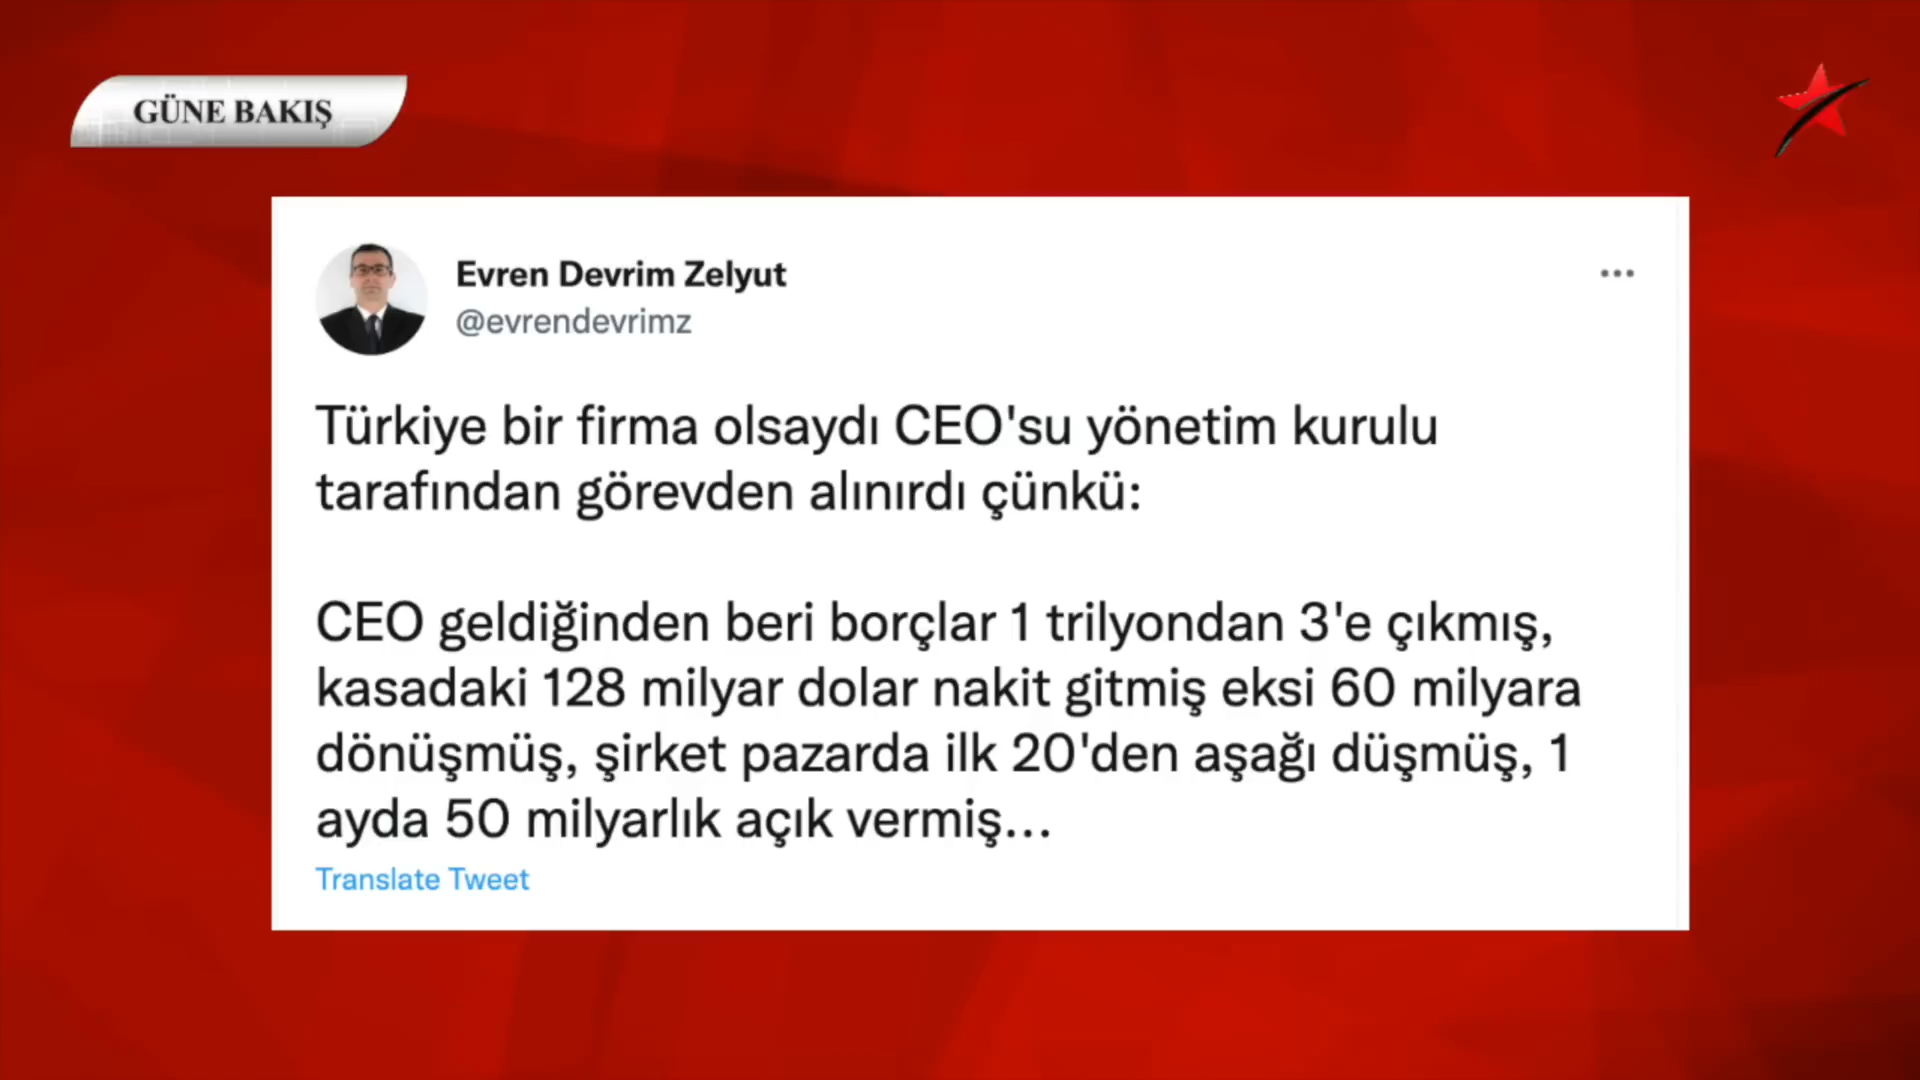 GÜNE BAKIŞ
Evren Devrim Zelyut
@evrendevrimz
Türkiye bir firma olsaydı CEO'su yönetim kurulu
tarafından görevden alınırdı çünkü:
CEO geldiğinden beri borçlar 1 trilyondan 3'e çıkmış,
kasadaki 128 milyar dolar nakit gitmiş eksi 60 milyara
dönüşmüş, şirket pazarda ilk 20'den aşağı düşmüş, 1
ayda 50 milyarlık açık vermiş...
Translate Tweet